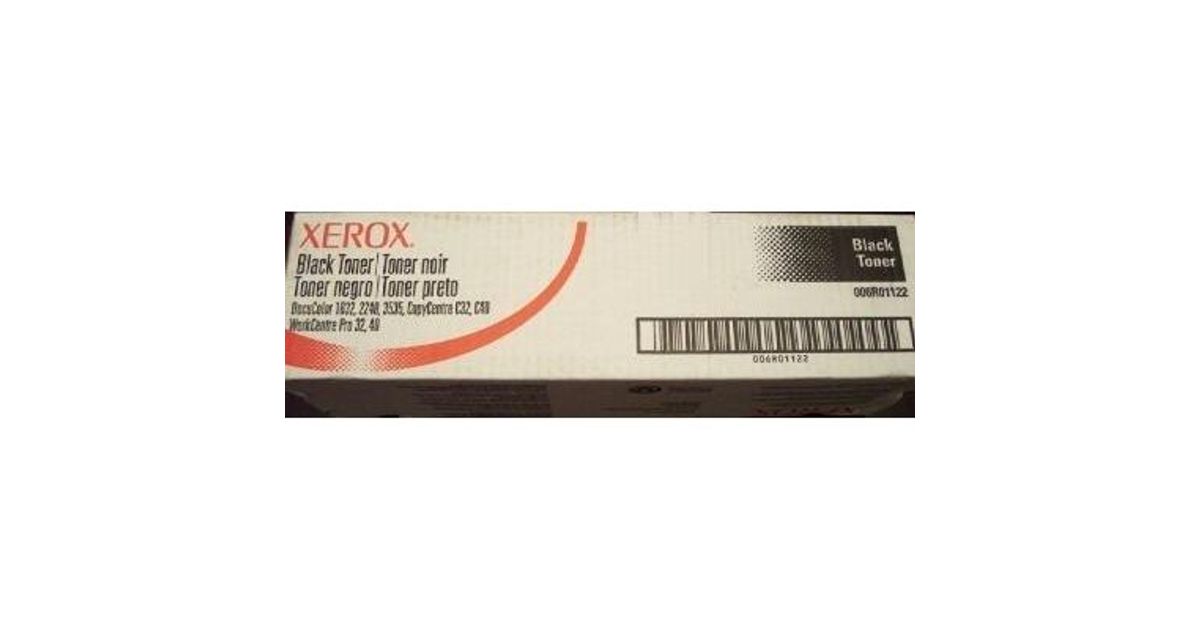 XEROX.
Black Toner | Toner noir
Toner negro | Toner preto
DocuColor 1632, 2240, 3535, CopyCentre C32, C40
WorkCentre Pro 32, 40
Black
Toner
006R01122
006R01122
XEROX